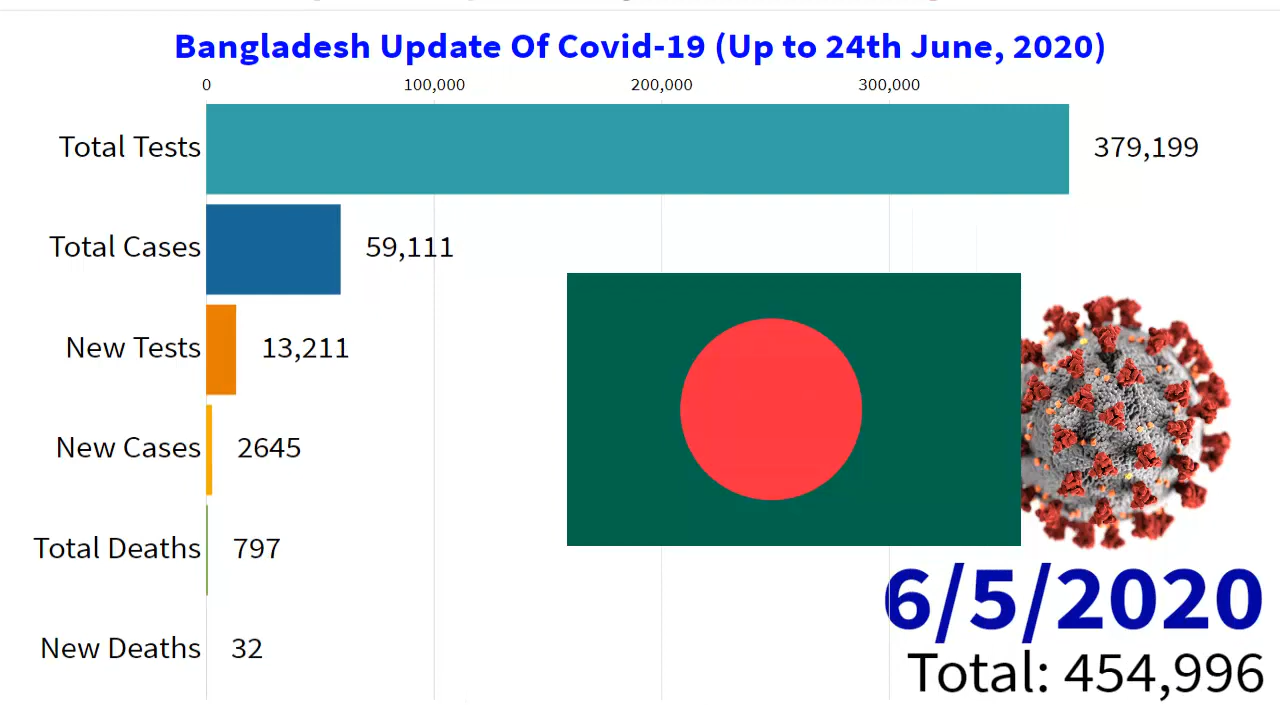 Bangladesh Update Of Covid-19 (Up to 24th June, 2020)
0 100,000 200,000 300,000
Total Tests 379,199
Total Cases 59,111
New Tests 13,211
New Cases 2645
Total Deaths 797
New Deaths 32
6/5/2020
Total: 454,996